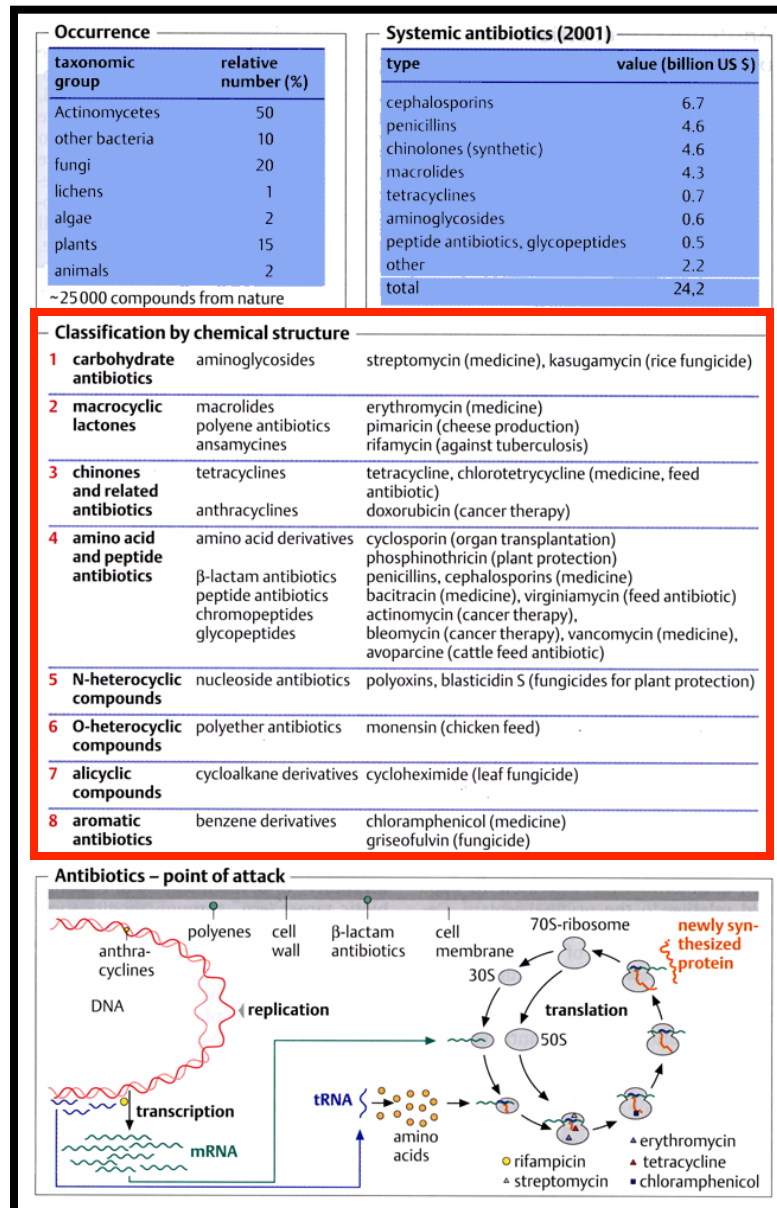 Occurrence
taxonomic group relative number (%)
Actinomycetes 50
other bacteria 10
fungi 20
lichens 1
algae 2
plants 15
animals 2
~25000 compounds from nature
Systemic antibiotics (2001)
type value (billion US $)
cephalosporins 6.7
penicillins 4.6
chinolones (synthetic) 4.6
macrolides 4.3
tetracyclines 0.7
aminoglycosides 0.6
peptide antibiotics, glycopeptides 0.5
other 2.2
total 24,2
Classification by chemical structure
1 carbohydrate aminoglycosides streptomycin (medicine), kasugamycin (rice fungicide)
antibiotics
2 macrocyclic macrolides erythromycin (medicine)
lactones polyene antibiotics pimaricin (cheese production)
ansamycines rifamycin (against tuberculosis)
3 chinones tetracyclines tetracycline, chlorotetrycycline (medicine, feed
and related antibiotic)
antibiotics anthracyclines doxorubicin (cancer therapy)
4 amino acid amino acid derivatives cyclosporin (organ transplantation)
and peptide phosphinothricin (plant protection)
antibiotics β-lactam antibiotics penicillins, cephalosporins (medicine)
peptide antibiotics bacitracin (medicine), virginiamycin (feed antibiotic)
chromopeptides actinomycin (cancer therapy),
glycopeptides bleomycin (cancer therapy), vancomycin (medicine),
avoparcine (cattle feed antibiotic)
5 N-heterocyclic nucleoside antibiotics polyoxins, blasticidin S (fungicides for plant protection)
compounds
6 O-heterocyclic polyether antibiotics monensin (chicken feed)
compounds
7 alicyclic cycloalkane derivatives cycloheximide (leaf fungicide)
compounds
8 aromatic benzene derivatives chloramphenicol (medicine)
antibiotics griseofulvin (fungicide)
Antibiotics – point of attack
anthra-
cyclines
polyenes
cell
wall
β-lactam
antibiotics
cell
membrane
70S-ribosome
newly syn-
thesized
protein
30S
DNA
replication
translation
50S
transcription
tRNA
mRNA
amino
acids
rifampicin
streptomycin
erythromycin
tetracycline
chloramphenicol